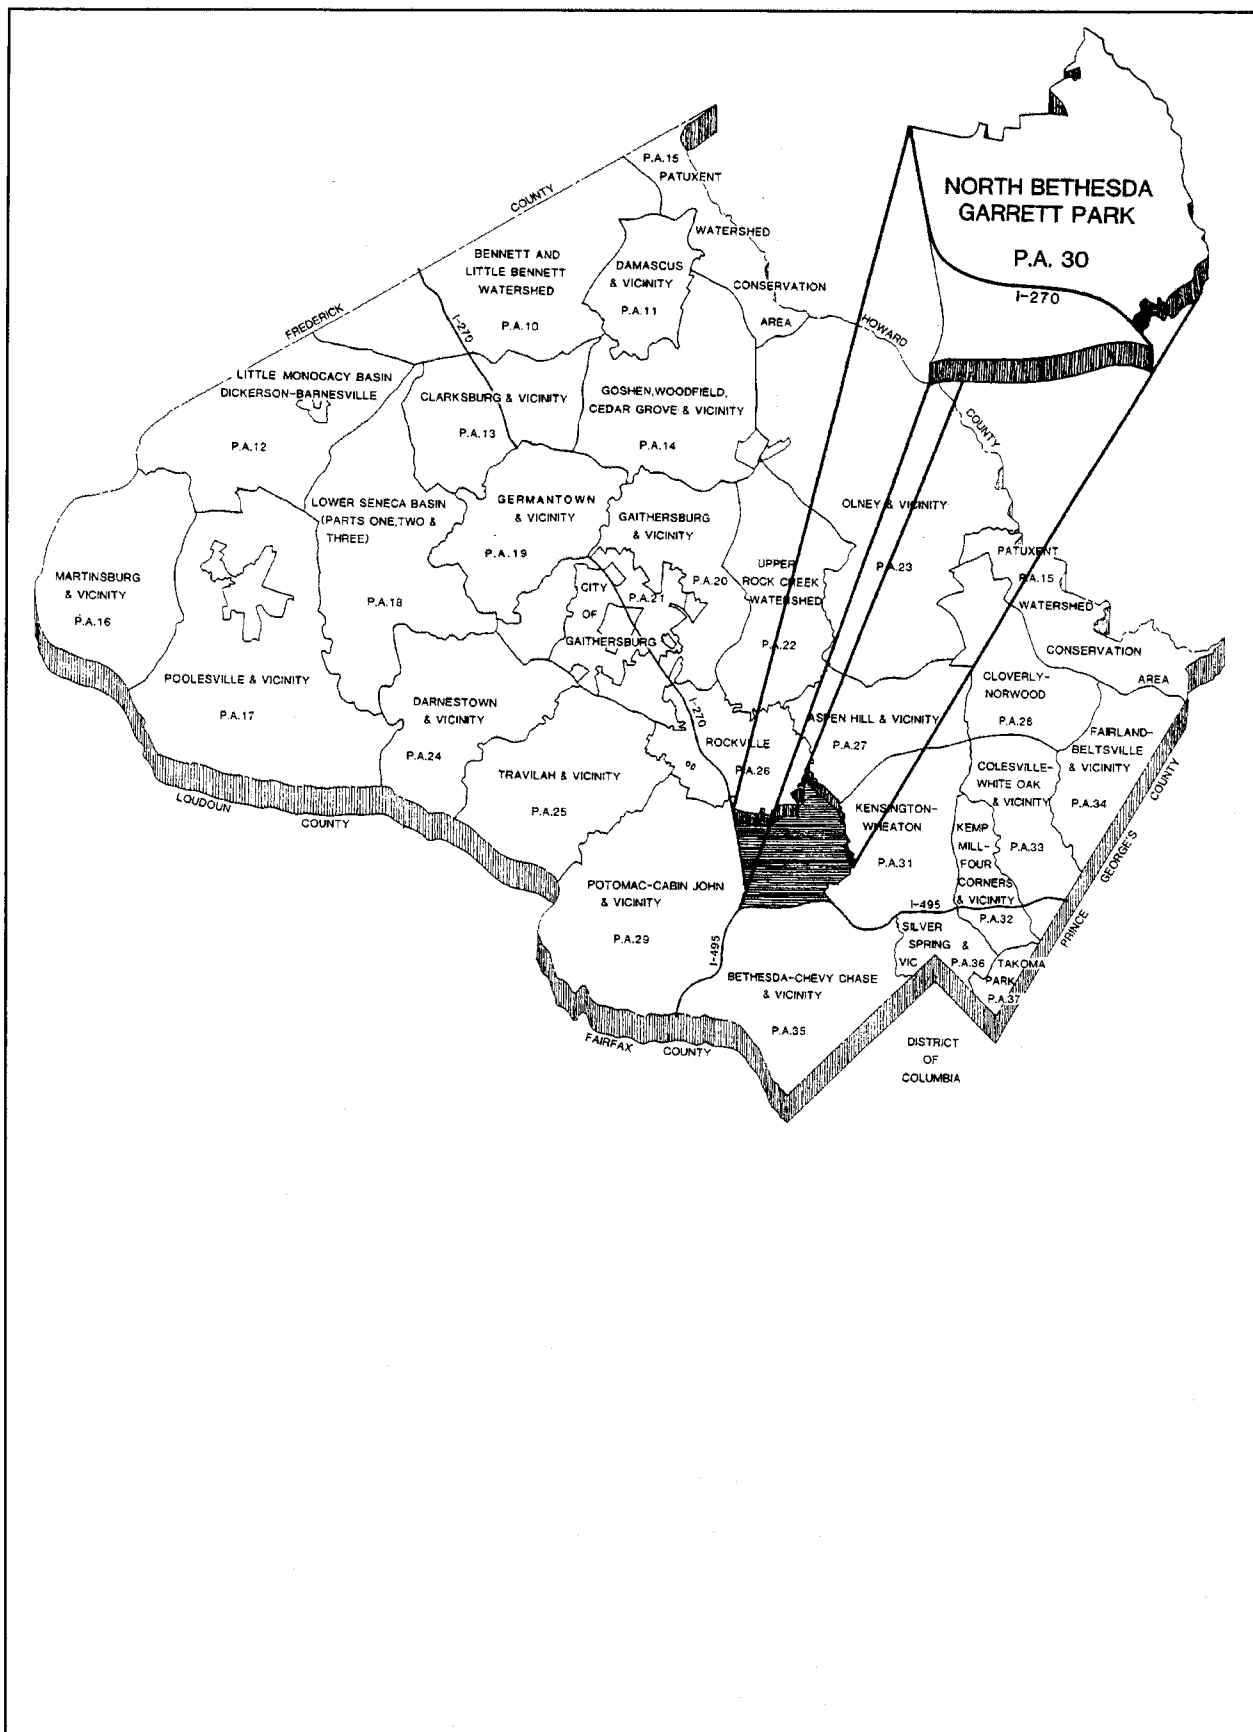 NORTH BETHESDA
GARRETT PARK
P.A. 30
I-270
P.A.15
PATUXENT
WATERSHED
CONSERVATION
AREA
FREDERICK
COUNTY
HOWARD
COUNTY
BENNETT AND
LITTLE BENNETT
WATERSHED
P.A.10
DAMASCUS
& VICINITY
P.A.11
I-270
LITTLE MONOCACY BASIN
DICKERSON-BARNESVILLE
P.A.12
CLARKSBURG & VICINITY
P.A.13
GOSHEN, WOODFIELD,
CEDAR GROVE & VICINITY
P.A.14
LOWER SENECA BASIN
(PARTS ONE, TWO &
THREE)
P.A.18
GERMANTOWN
& VICINITY
P.A.19
GAITHERSBURG
& VICINITY
P.A.20
CITY
OF
GAITHERSBURG
P.A.21
UPPER
ROCK CREEK
WATERSHED
P.A.22
OLNEY & VICINITY
P.A.23
PATUXENT
P.A.15
WATERSHED
CONSERVATION
AREA
MARTINSBURG
& VICINITY
P.A.16
POOLESVILLE & VICINITY
P.A.17
DARNESTOWN
& VICINITY
P.A.24
TRAVILAH & VICINITY
P.A.25
I-270
ROCKVILLE
P.A.26
ASPEN HILL & VICINITY
P.A.27
CLOVERLY-
NORWOOD
P.A.28
FAIRLAND-
BELTSVILLE
& VICINITY
P.A.34
COLESVILLE-
WHITE OAK
& VICINITY
P.A.33
KENSINGTON-
WHEATON
P.A.31
KEMP
MILL-
FOUR
CORNERS
& VICINITY
P.A.32
POTOMAC-CABIN JOHN
& VICINITY
P.A.29
I-495
I-495
SILVER
SPRING &
VIC
P.A.36
TAKOMA
PARK
P.A.37
BETHESDA-CHEVY CHASE
& VICINITY
P.A.35
LOUDOUN
COUNTY
FAIRFAX
COUNTY
DISTRICT
OF
COLUMBIA
PRINCE
GEORGE'S
COUNTY